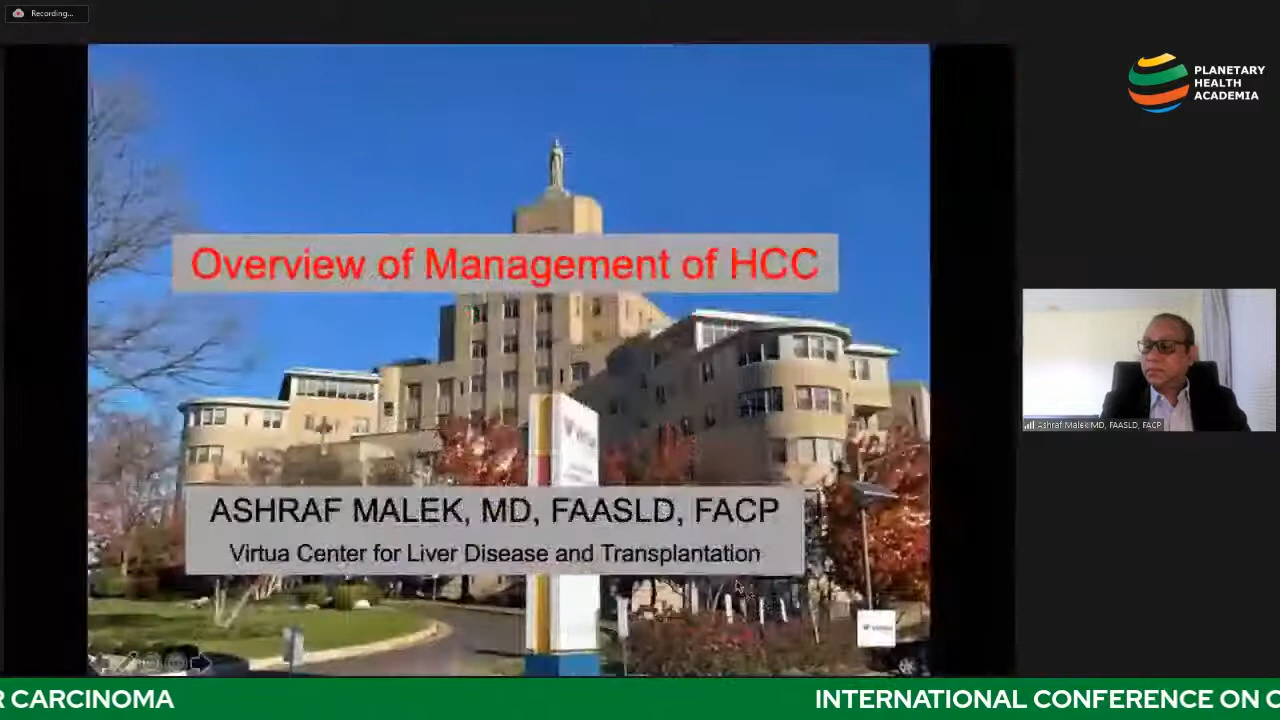 Recording...
PLANETARY
HEALTH
ACADEMIA
Overview of Management of HCC
ASHRAF MALEK, MD, FAASLD, FACP
Virtua Center for Liver Disease and Transplantation
Ashraf Malek MD, FAASLD, FACP
R CARCINOMA
INTERNATIONAL CONFERENCE ON